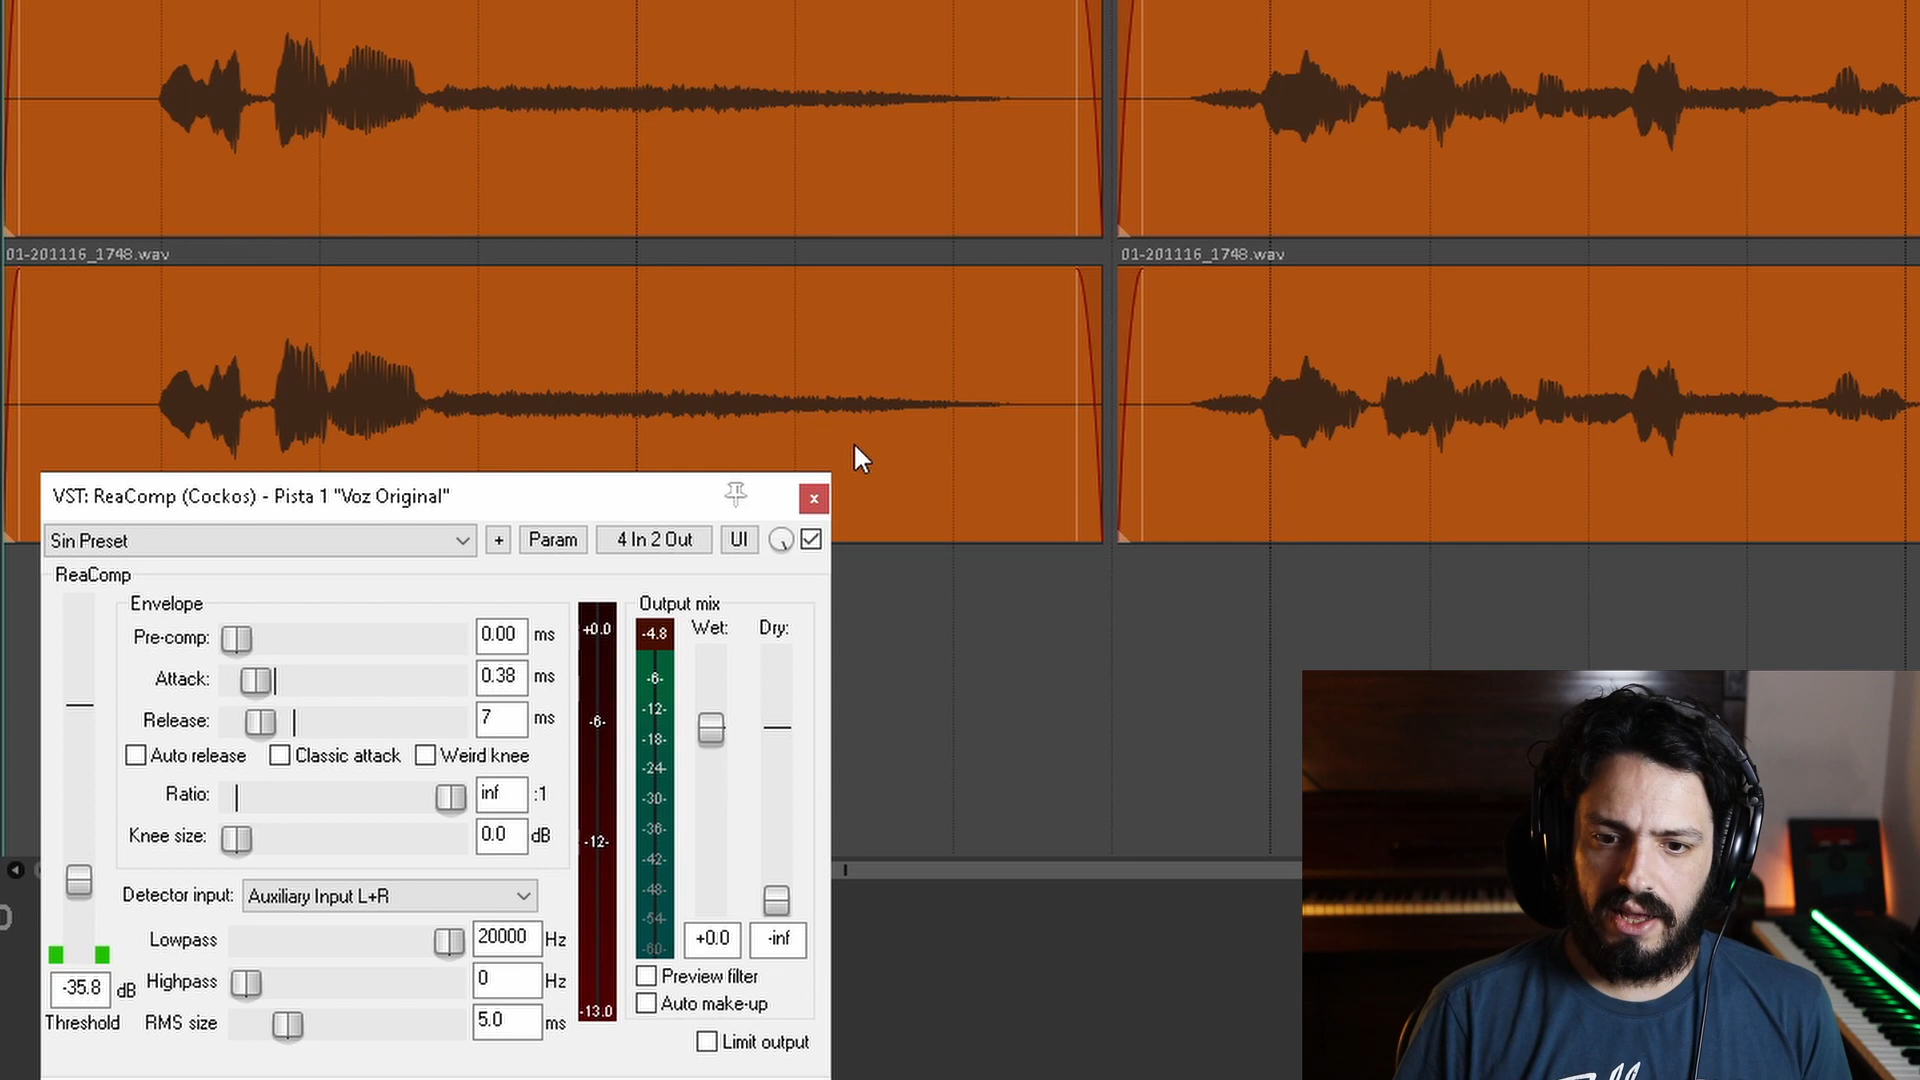 01-201116_1748.wav
01-201116_1748.wav
VST: ReaComp (Cockos) - Pista 1 "Voz Original"
x
Sin Preset
+
Param
4 In 2 Out
UI
ReaComp
Envelope
Pre-comp:
0.00
ms
Attack:
0.38
ms
Release:
7
ms
Auto release
Classic attack
Weird knee
Ratio:
inf
:1
Knee size:
0.0
dB
Detector input:
Auxiliary Input L+R
Lowpass
20000
Hz
Highpass
0
Hz
RMS size
5.0
ms
-35.8
dB
Threshold
+0.0
-6-
-12-
-13.0
Output mix
Wet:
Dry:
-4.8
-6-
-12-
-18-
-24-
-30-
-36-
-42-
-48-
-54-
-60-
+0.0
-inf
Preview filter
Auto make-up
Limit output